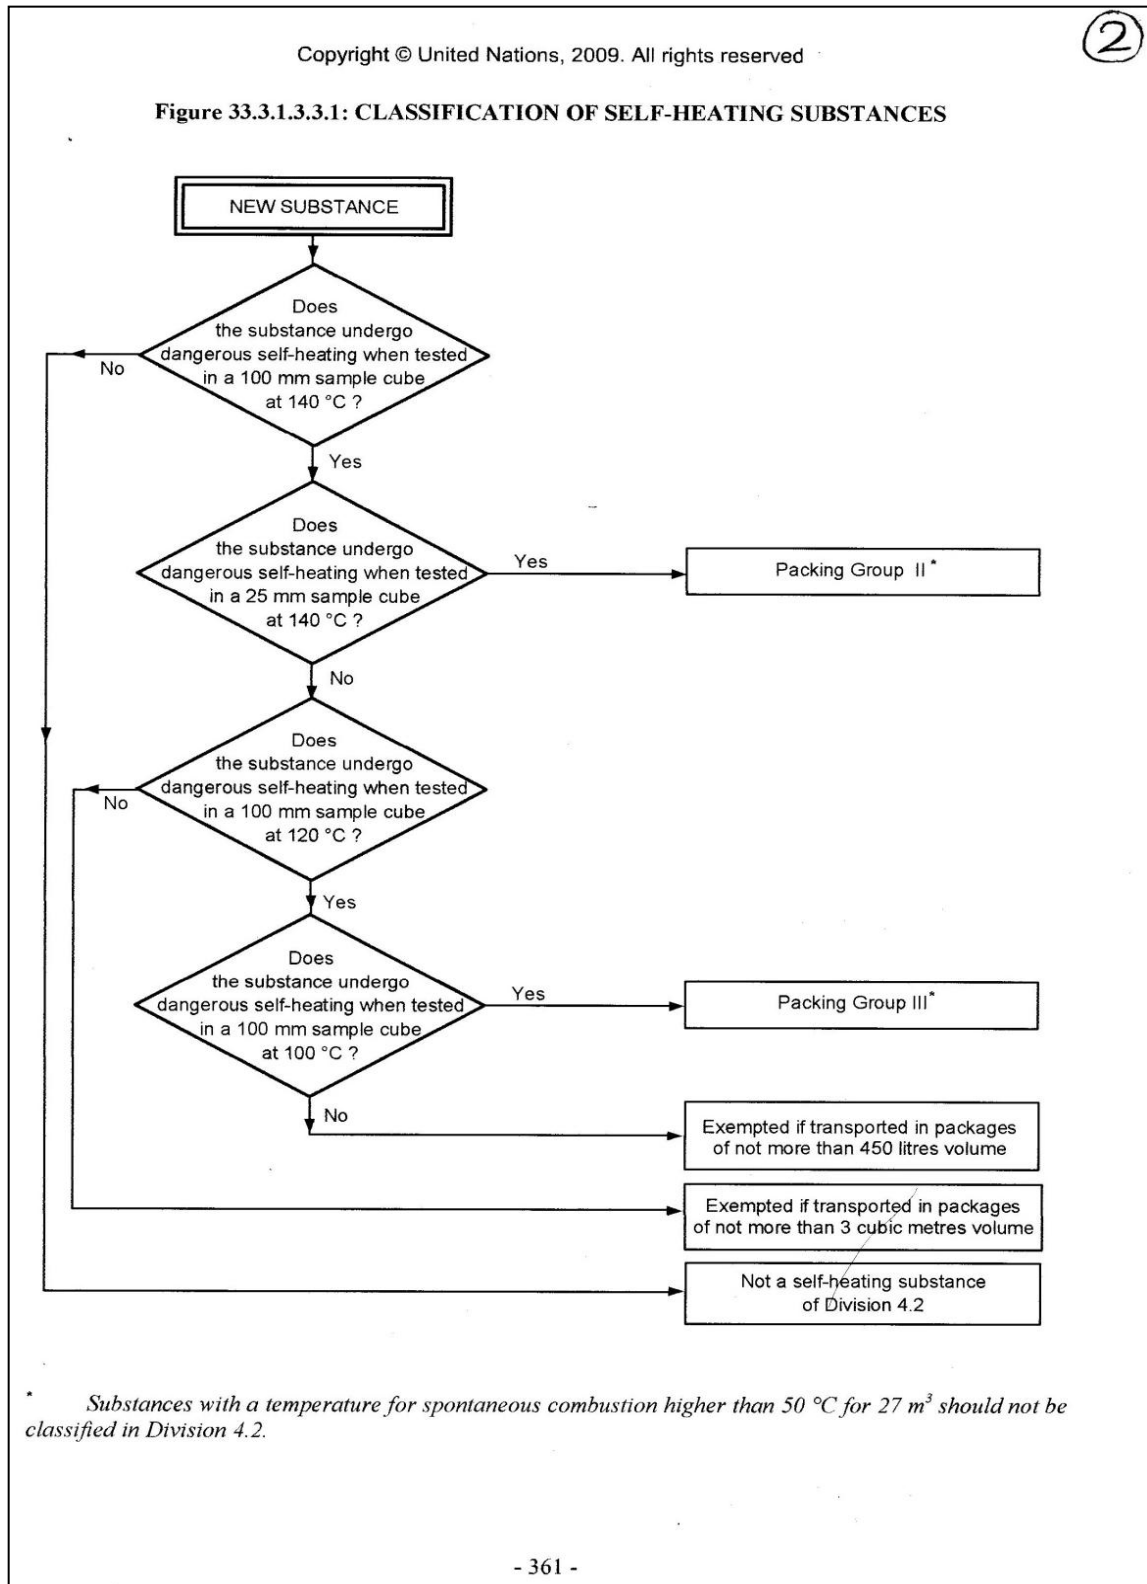 2
Copyright © United Nations, 2009. All rights reserved
Figure 33.3.1.3.3.1: CLASSIFICATION OF SELF-HEATING SUBSTANCES
NEW SUBSTANCE
Does
the substance undergo
dangerous self-heating when tested
in a 100 mm sample cube
at 140 °C ?
No
Yes
Does
the substance undergo
dangerous self-heating when tested
in a 25 mm sample cube
at 140 °C ?
Yes
Packing Group II *
No
Does
the substance undergo
dangerous self-heating when tested
in a 100 mm sample cube
at 120 °C ?
No
Yes
Does
the substance undergo
dangerous self-heating when tested
in a 100 mm sample cube
at 100 °C ?
Yes
Packing Group III*
No
Exempted if transported in packages
of not more than 450 litres volume
Exempted if transported in packages
of not more than 3 cubic metres volume
Not a self-heating substance
of Division 4.2
* Substances with a temperature for spontaneous combustion higher than 50 °C for 27 m³ should not be
classified in Division 4.2.
- 361 -